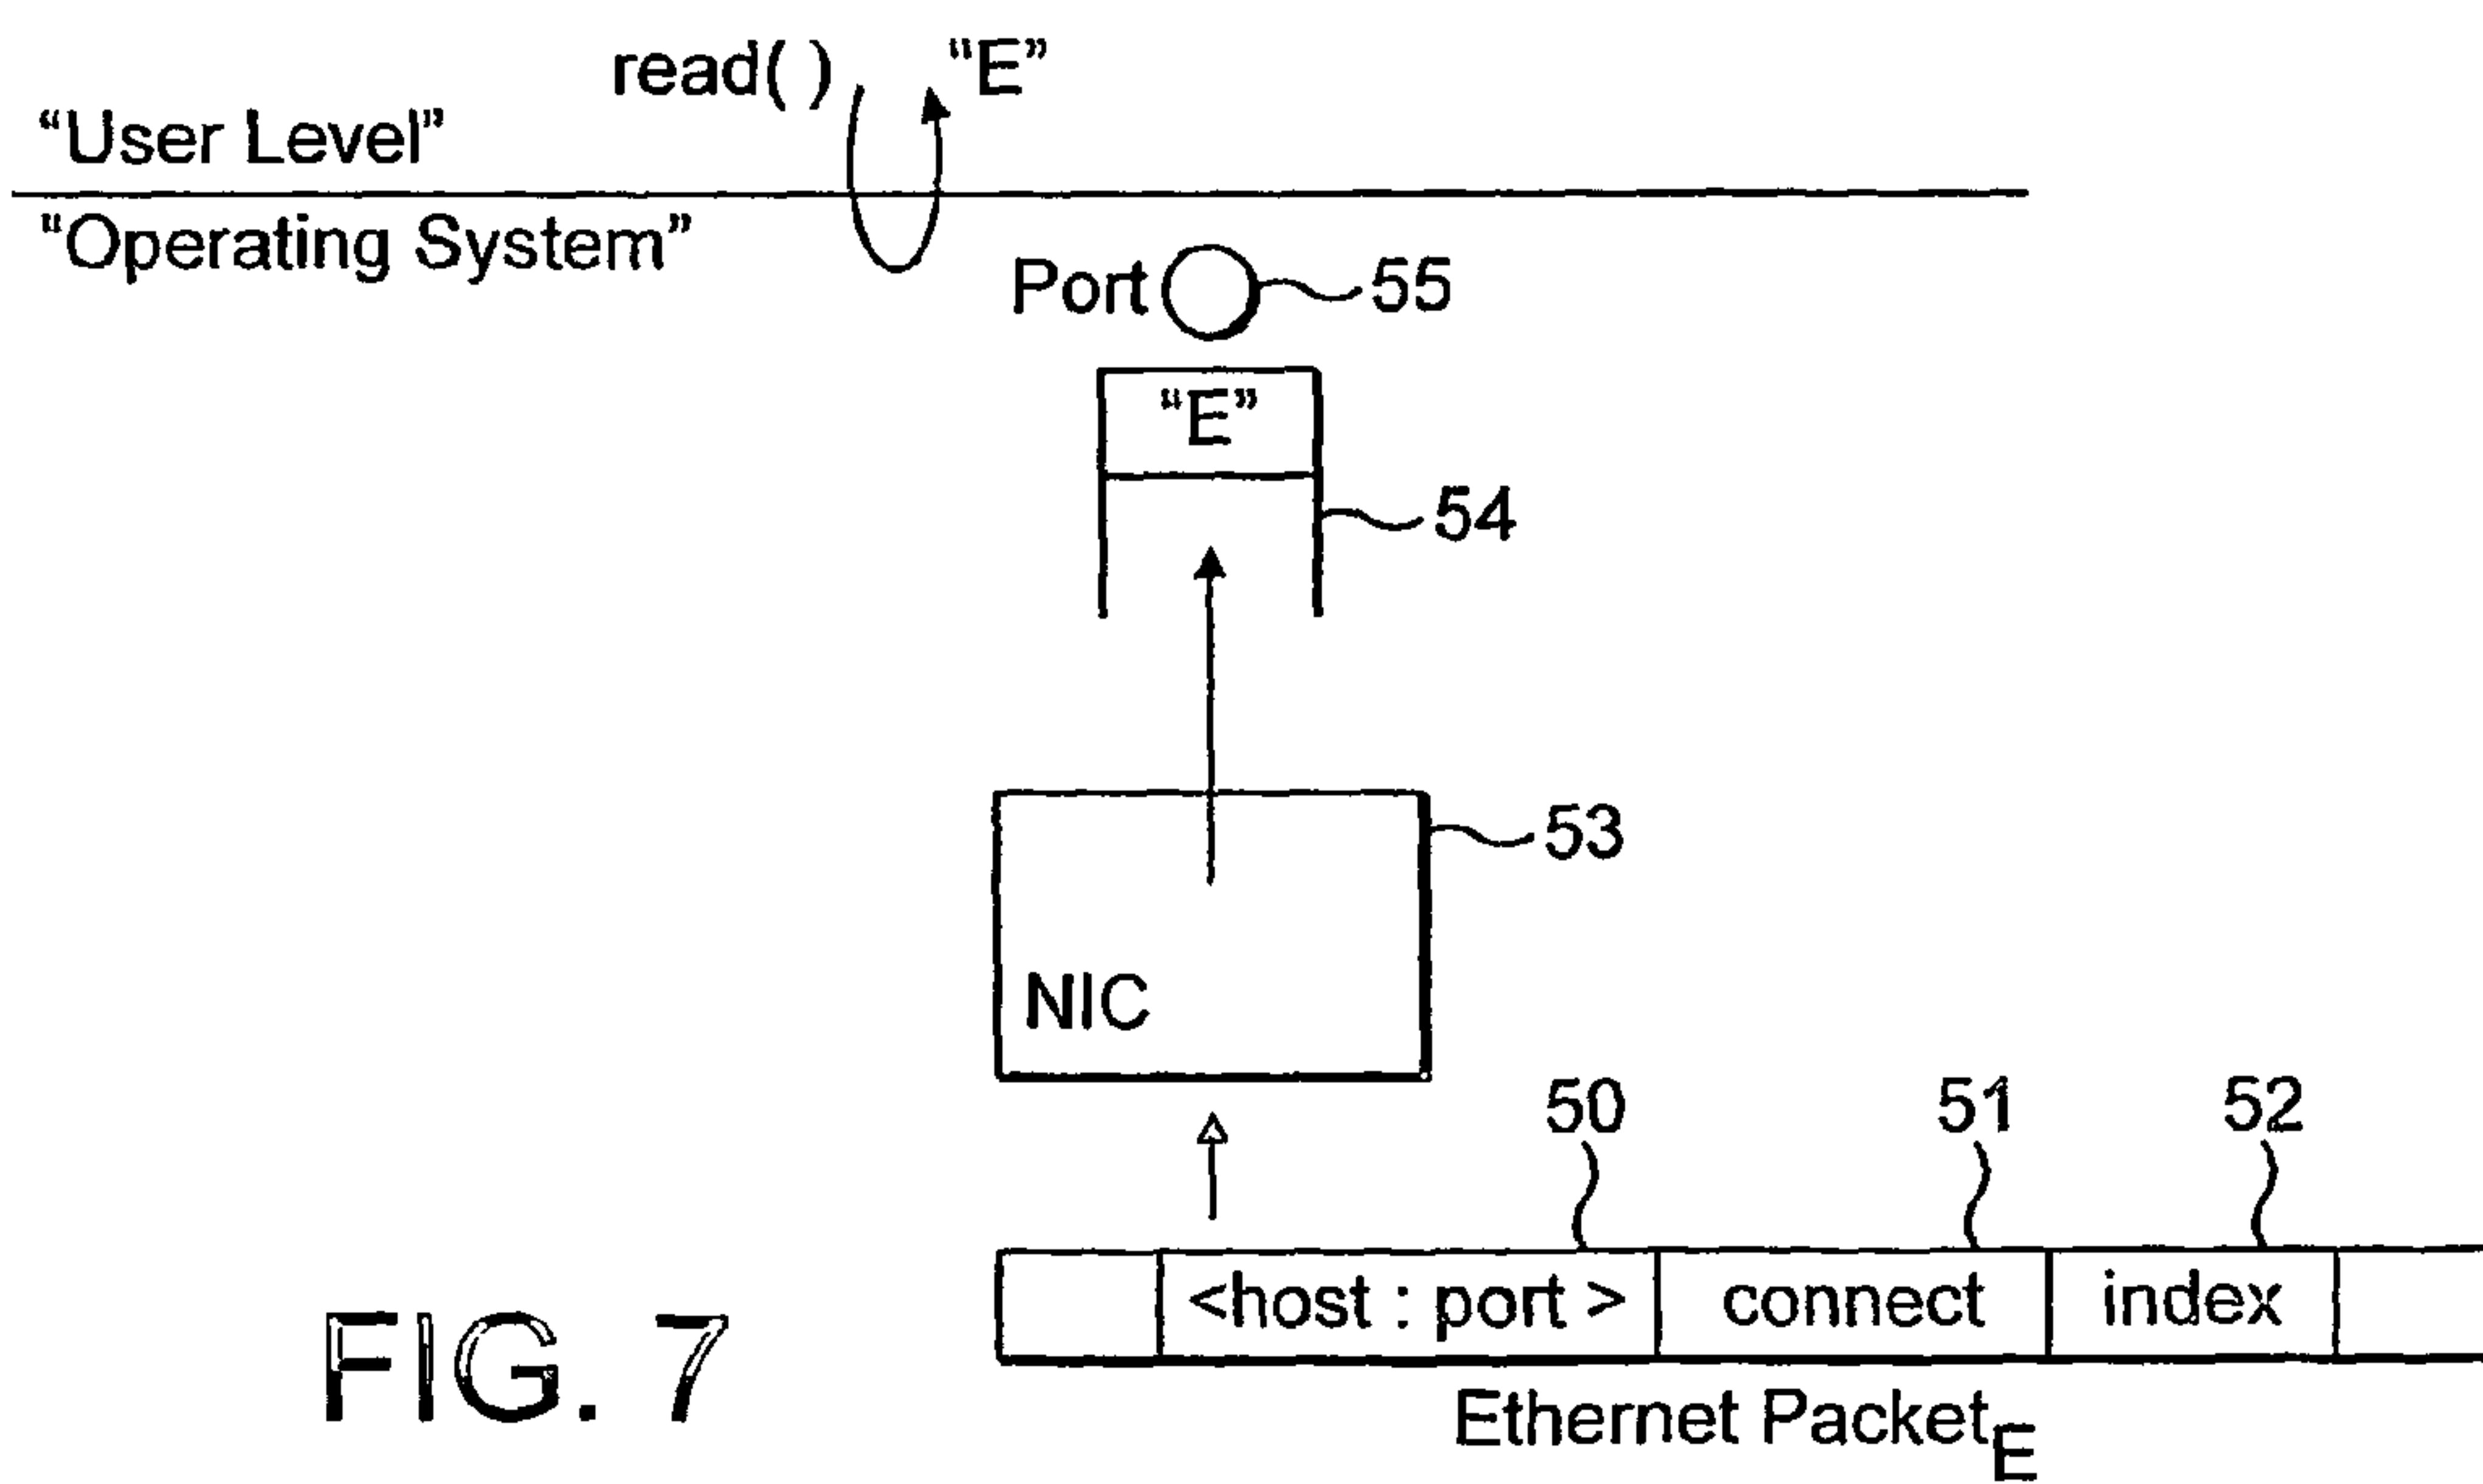 read( ) “E”
“User Level”
“Operating System”
Port 55
“E”
54
53
NIC
50 51 52
<host : port > connect index
Ethernet PacketE
FIG. 7